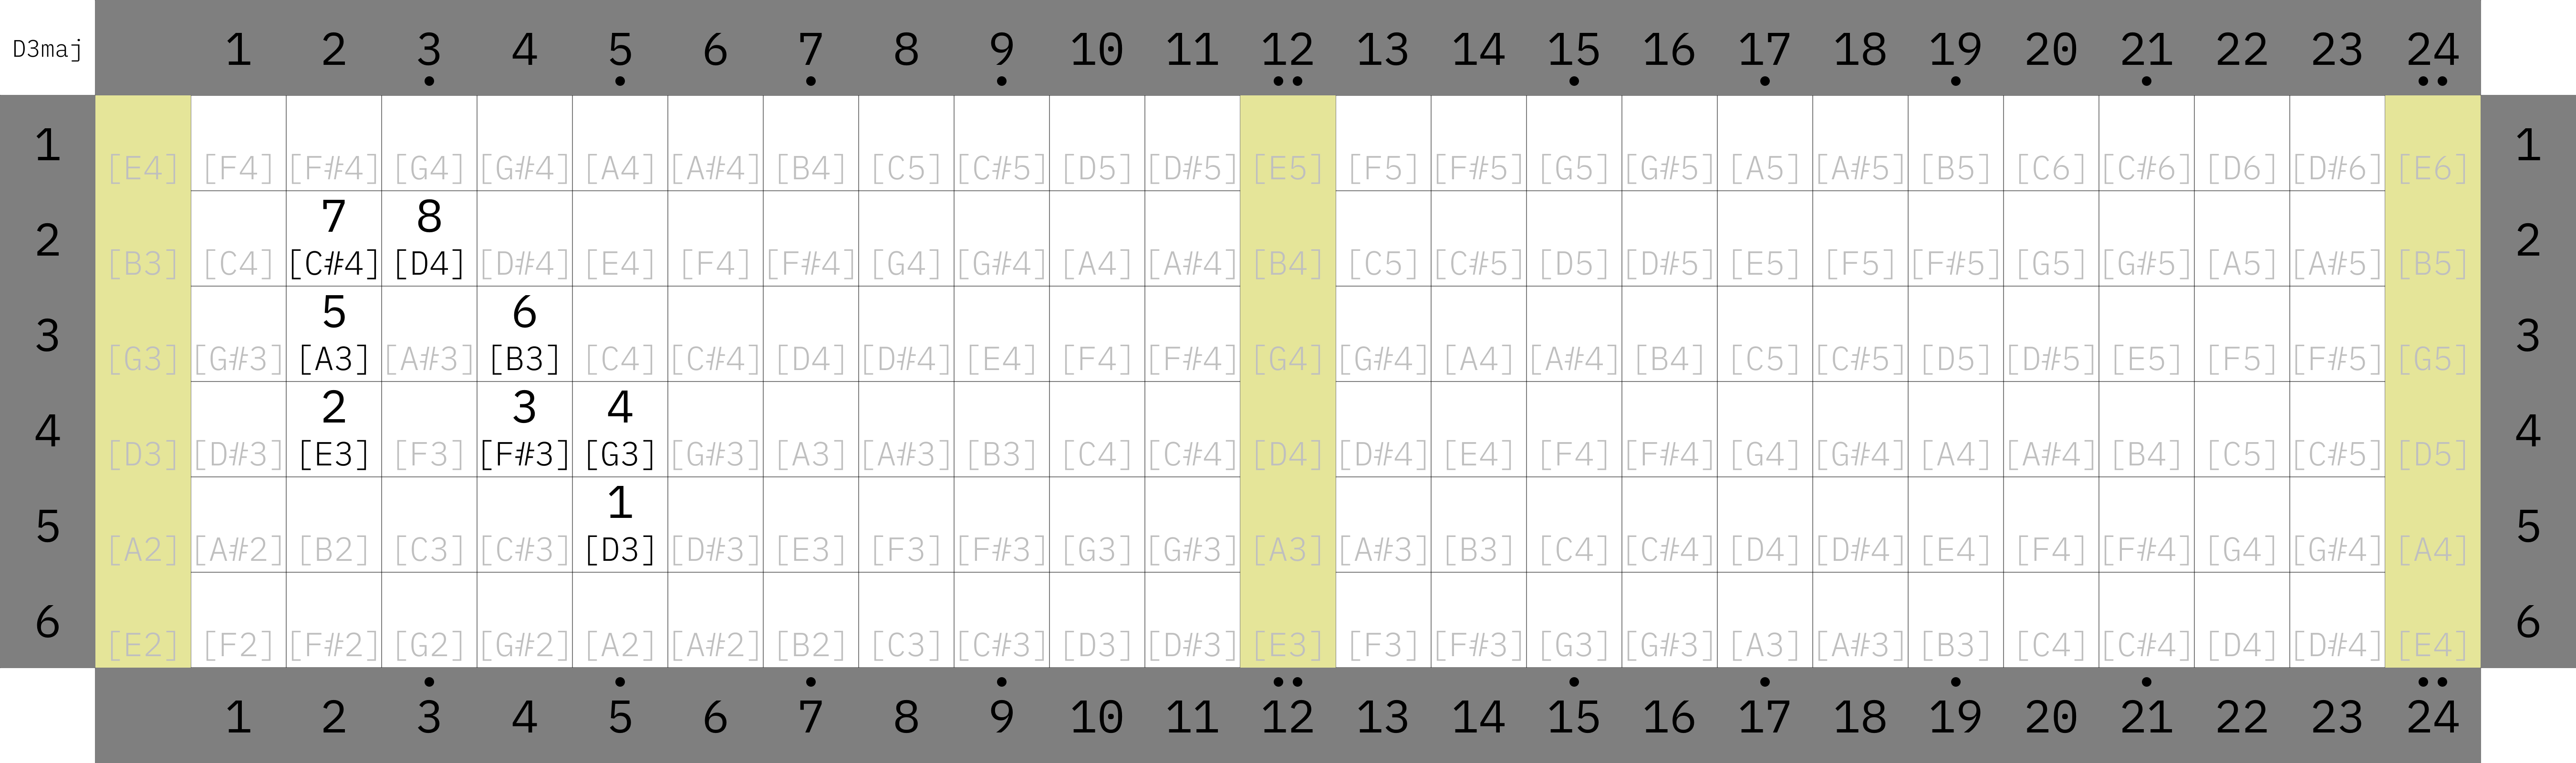 D3maj 1 2 3 4 5 6 7 8 9 10 11 12 13 14 15 16 17 18 19 20 21 22 23 24
1 [E4] [F4] [F#4] [G4] [G#4] [A4] [A#4] [B4] [C5] [C#5] [D5] [D#5] [E5] [F5] [F#5] [G5] [G#5] [A5] [A#5] [B5] [C6] [C#6] [D6] [D#6] [E6] 1
7 8
2 [B3] [C4] [C#4] [D4] [D#4] [E4] [F4] [F#4] [G4] [G#4] [A4] [A#4] [B4] [C5] [C#5] [D5] [D#5] [E5] [F5] [F#5] [G5] [G#5] [A5] [A#5] [B5] 2
5 6
3 [G3] [G#3] [A3] [A#3] [B3] [C4] [C#4] [D4] [D#4] [E4] [F4] [F#4] [G4] [G#4] [A4] [A#4] [B4] [C5] [C#5] [D5] [D#5] [E5] [F5] [F#5] [G5] 3
2 3 4
4 [D3] [D#3] [E3] [F3] [F#3] [G3] [G#3] [A3] [A#3] [B3] [C4] [C#4] [D4] [D#4] [E4] [F4] [F#4] [G4] [G#4] [A4] [A#4] [B4] [C5] [C#5] [D5] 4
1
5 [A2] [A#2] [B2] [C3] [C#3] [D3] [D#3] [E3] [F3] [F#3] [G3] [G#3] [A3] [A#3] [B3] [C4] [C#4] [D4] [D#4] [E4] [F4] [F#4] [G4] [G#4] [A4] 5
6 [E2] [F2] [F#2] [G2] [G#2] [A2] [A#2] [B2] [C3] [C#3] [D3] [D#3] [E3] [F3] [F#3] [G3] [G#3] [A3] [A#3] [B3] [C4] [C#4] [D4] [D#4] [E4] 6
1 2 3 4 5 6 7 8 9 10 11 12 13 14 15 16 17 18 19 20 21 22 23 24